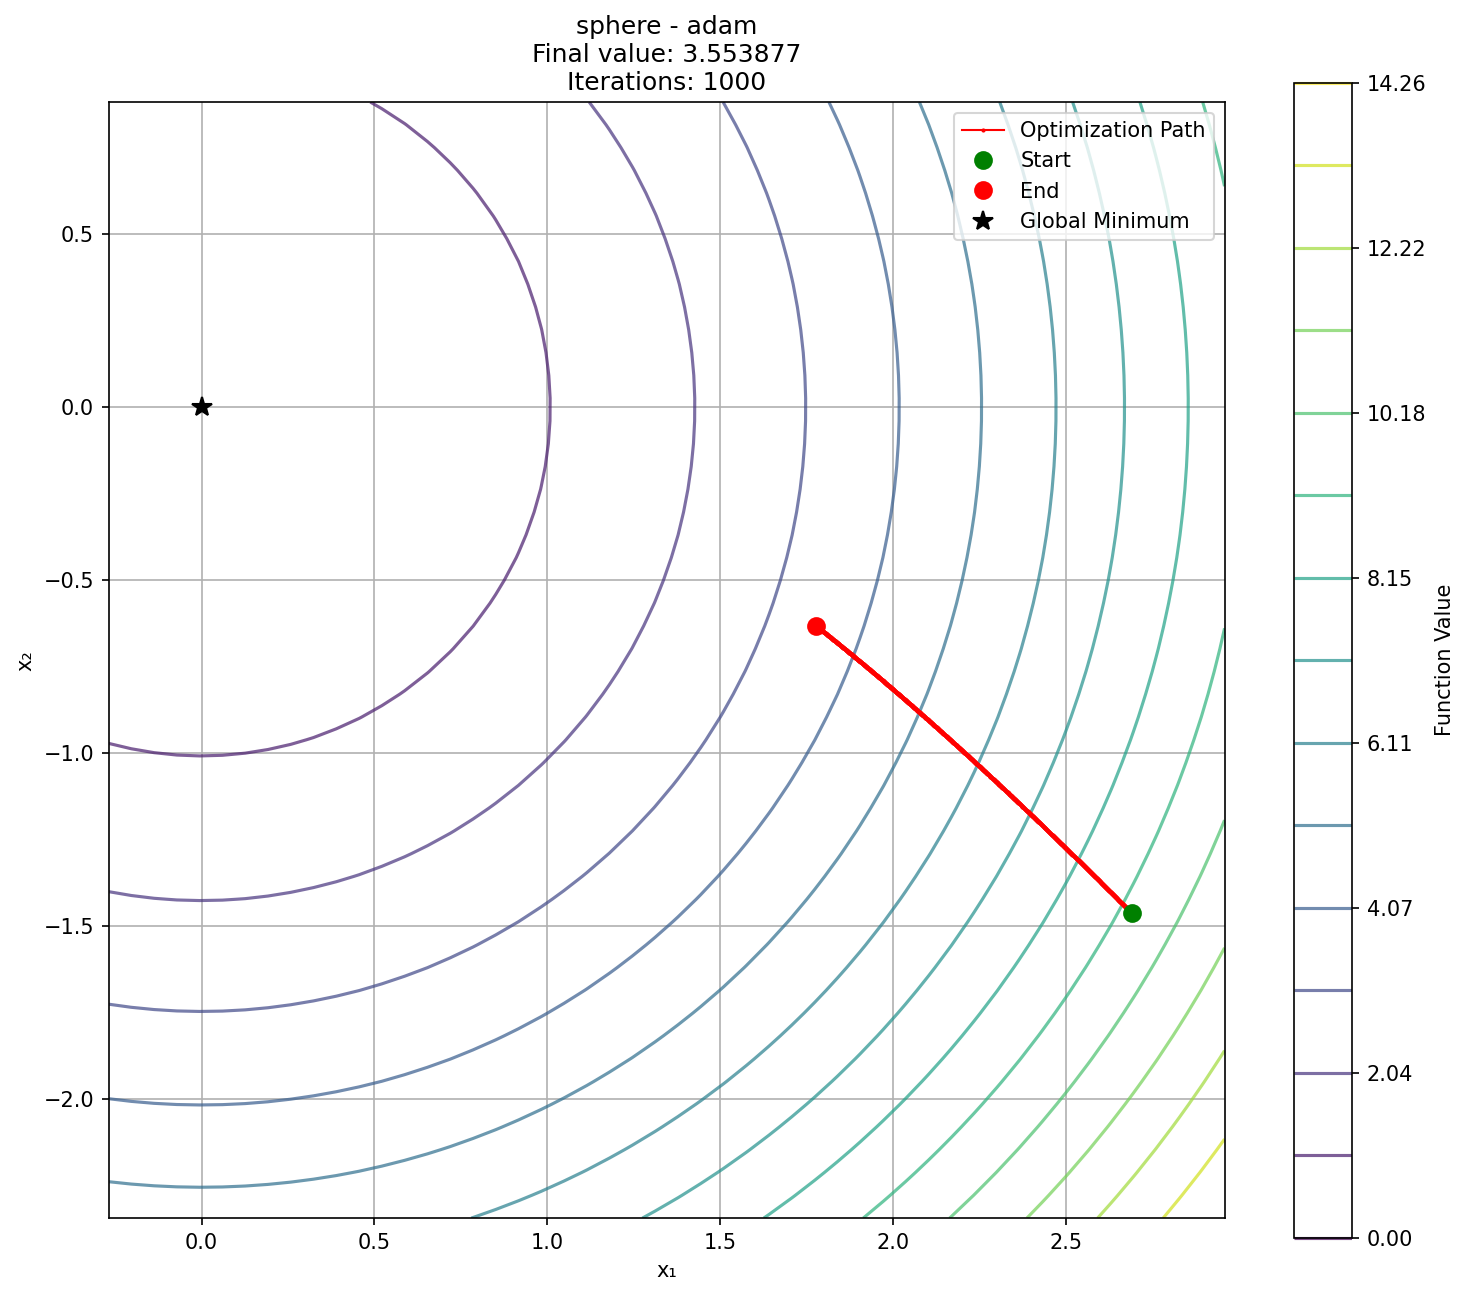 sphere - adam
Final value: 3.553877
Iterations: 1000
Optimization Path
Start
End
Global Minimum
0.5
0.0
−0.5
−1.0
−1.5
−2.0
x₂
0.0
0.5
1.0
1.5
2.0
2.5
x₁
14.26
12.22
10.18
8.15
6.11
4.07
2.04
0.00
Function Value